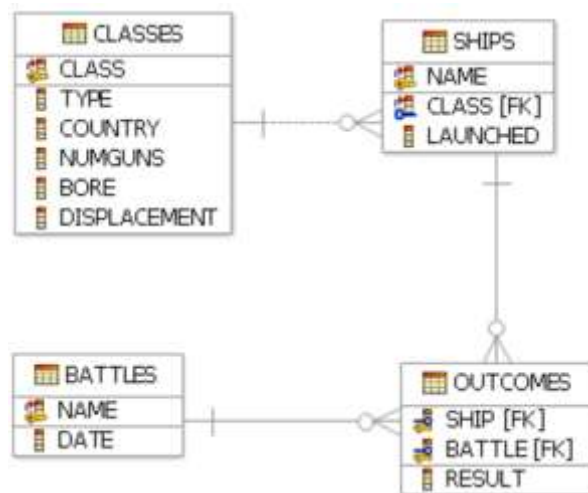 CLASSES
CLASS
TYPE
COUNTRY
NUMGUNS
BORE
DISPLACEMENT
SHIPS
NAME
CLASS [FK]
LAUNCHED
BATTLES
NAME
DATE
OUTCOMES
SHIP [FK]
BATTLE [FK]
RESULT